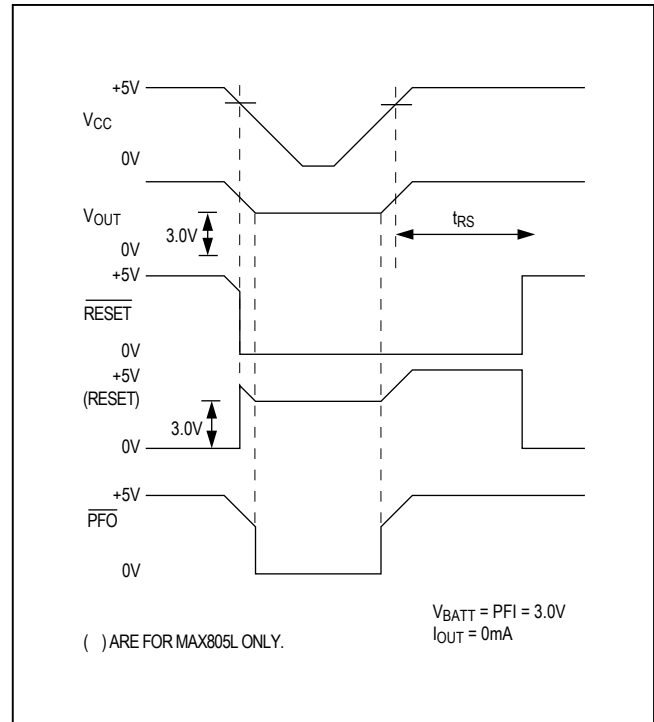 +5V
VCC
0V
VOUT
3.0V
tRS
0V
+5V
RESET
0V
+5V
(RESET)
3.0V
0V
+5V
PFO
0V
VBATT = PFI = 3.0V
IOUT = 0mA
( ) ARE FOR MAX805L ONLY.